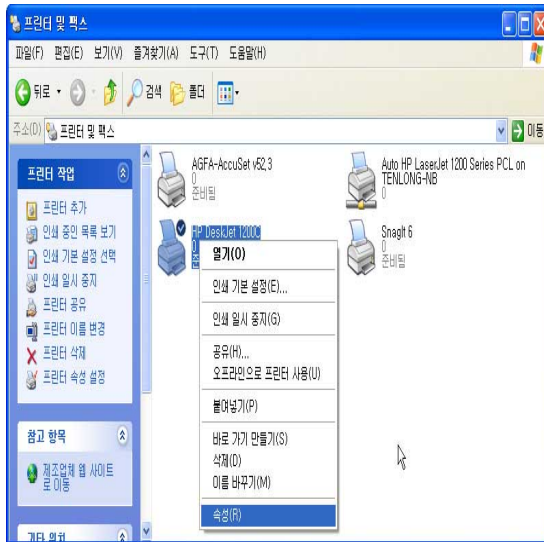 프린터 및 팩스
파일(F) 편집(E) 보기(V) 즐겨찾기(A) 도구(T) 도움말(H)
뒤로 검색 폴더
주소(D) 프린터 및 팩스 이동
프린터 작업
프린터 추가
인쇄 중인 목록 보기
인쇄 기본 설정 선택
인쇄 일시 중지
프린터 공유
프린터 이름 변경
프린터 삭제
프린터 속성 설정
참고 항목
제조업체 웹 사이트
로 이동
기타 위치
AGFA-AccuSet v52,3
0
준비됨
Auto HP LaserJet 1200 Series PCL on
TENLONG-NB
0
HP DeskJet 1200C
0
준
SnagIt 6
0
준비됨
열기(O)
인쇄 기본 설정(E)...
인쇄 일시 중지(G)
공유(H)...
오프라인으로 프린터 사용(U)
붙여넣기(P)
바로 가기 만들기(S)
삭제(D)
이름 바꾸기(M)
속성(R)